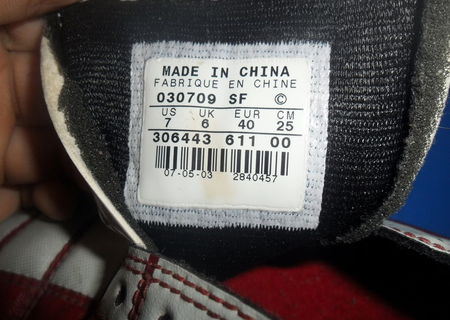 MADE IN CHINA
FABRIQUE EN CHINE
030709 SF ©
US UK EUR CM
7 6 40 25
306443 611 00
07-05-03 2840457